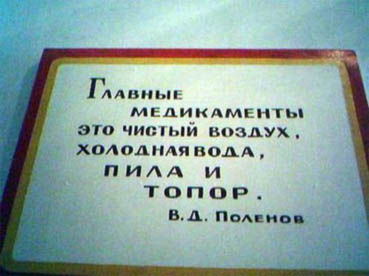 Главные
медикаменты
это чистый воздух,
холодная вода,
пила и
топор.
В.Д. Поленов